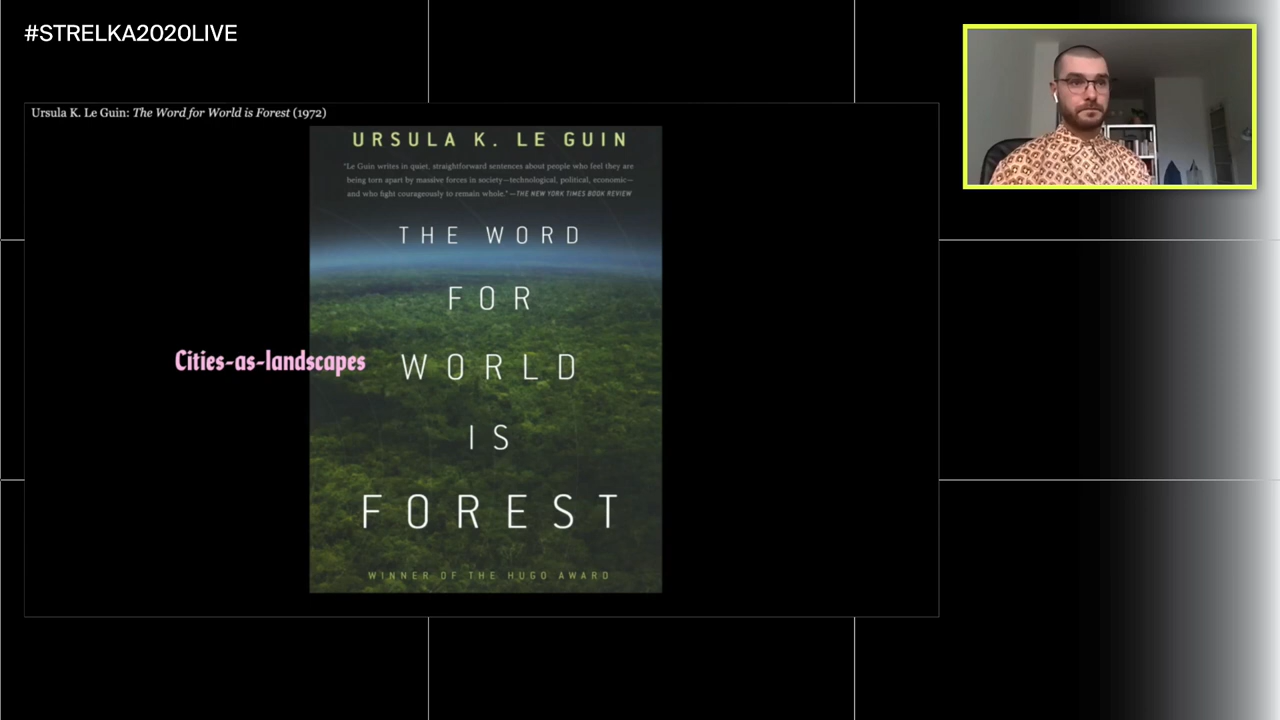 #STRELKA2020LIVE
Ursula K. Le Guin: The Word for World is Forest (1972)
URSULA K. LE GUIN
"Le Guin writes in quiet, straightforward sentences about people who feel they are
being torn apart by massive forces in society—technological, political, economic—
and who fight courageously to remain whole."—THE NEW YORK TIMES BOOK REVIEW
THE WORD
FOR
Cities-as-landscapes
WORLD
IS
FOREST
WINNER OF THE HUGO AWARD